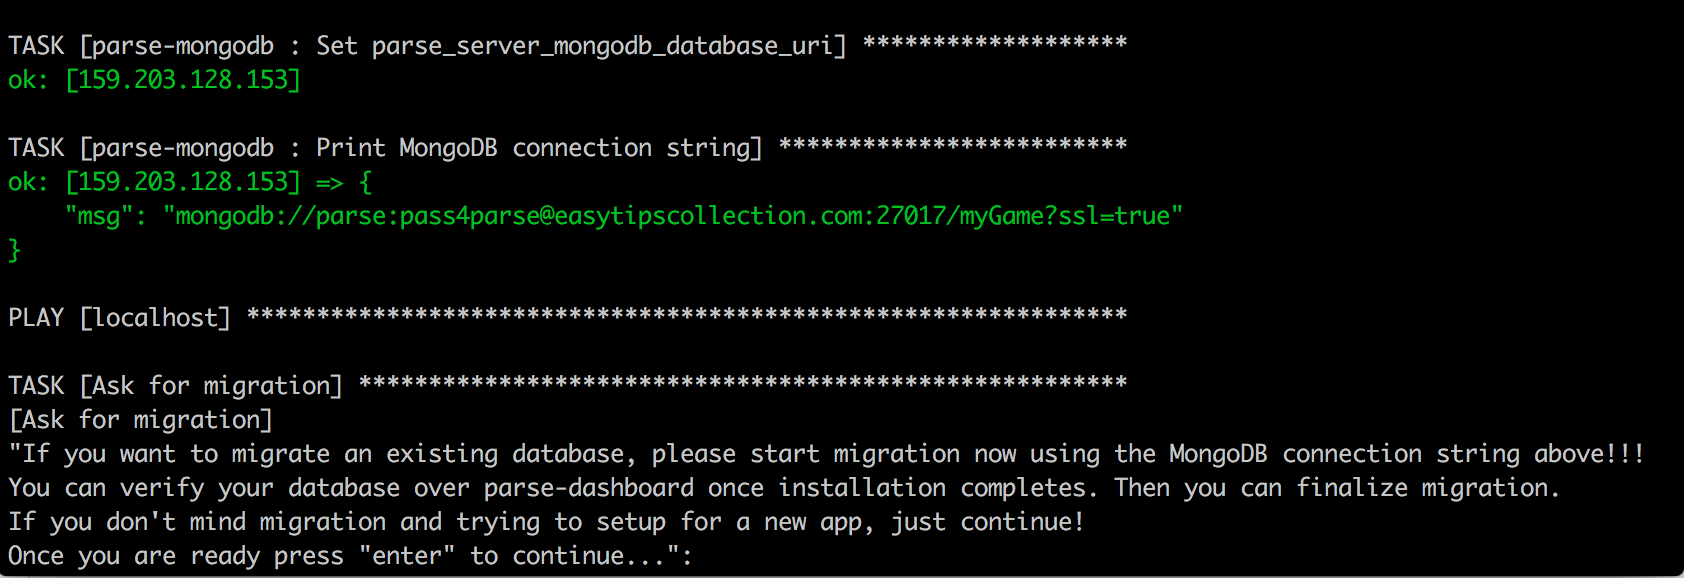 TASK [parse-mongodb : Set parse_server_mongodb_database_uri] *******************
ok: [159.203.128.153]
TASK [parse-mongodb : Print MongoDB connection string] *************************
ok: [159.203.128.153] => {
"msg": "mongodb://parse:pass4parse@easytipscollection.com:27017/myGame?ssl=true"
}
PLAY [localhost] ***************************************************************
TASK [Ask for migration] *******************************************************
[Ask for migration]
"If you want to migrate an existing database, please start migration now using the MongoDB connection string above!!!
You can verify your database over parse-dashboard once installation completes. Then you can finalize migration.
If you don't mind migration and trying to setup for a new app, just continue!
Once you are ready press "enter" to continue...":